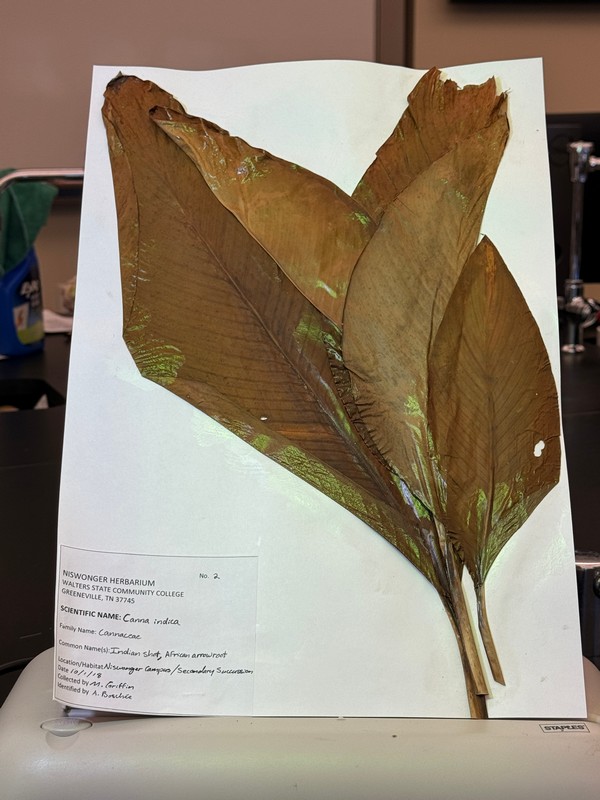 NISWONGER HERBARIUM No. 2
WALTERS STATE COMMUNITY COLLEGE
GREENEVILLE, TN 37745
SCIENTIFIC NAME: Canna indica
Family Name: Cannaceae
Common Name(s): Indian shot, African arrowroot
Location/Habitat Niswonger Campus/Secondary Succession
Date 10/1/18
Collected by M. Griffin
Identified by A.
STAPLES